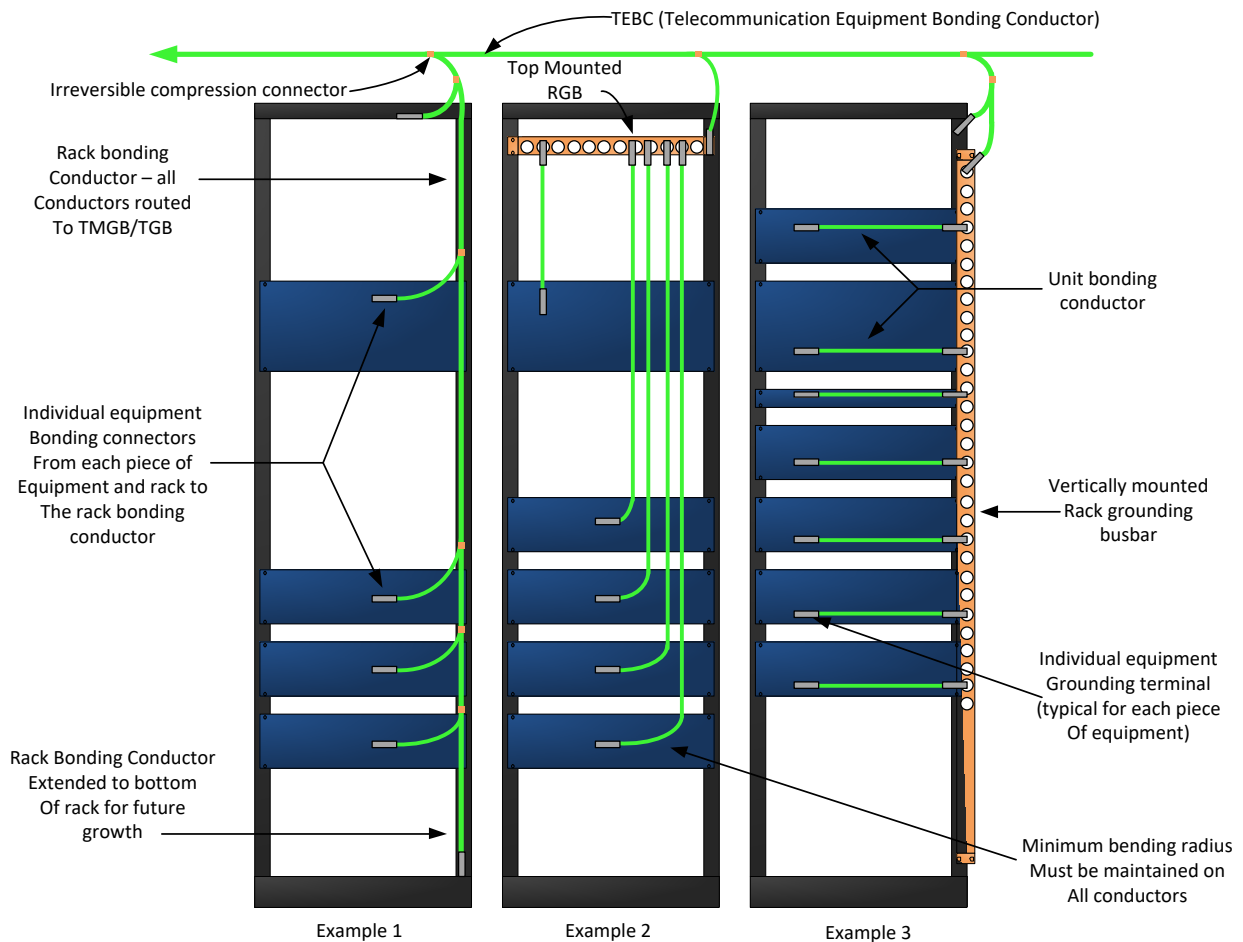 TEBC (Telecommunication Equipment Bonding Conductor)
Irreversible compression connector
Top Mounted
RGB
Rack bonding
Conductor – all
Conductors routed
To TMGB/TGB
Unit bonding
conductor
Individual equipment
Bonding connectors
From each piece of
Equipment and rack to
The rack bonding
conductor
Vertically mounted
Rack grounding
busbar
Individual equipment
Grounding terminal
(typical for each piece
Of equipment)
Rack Bonding Conductor
Extended to bottom
Of rack for future
growth
Minimum bending radius
Must be maintained on
All conductors
Example 1
Example 2
Example 3